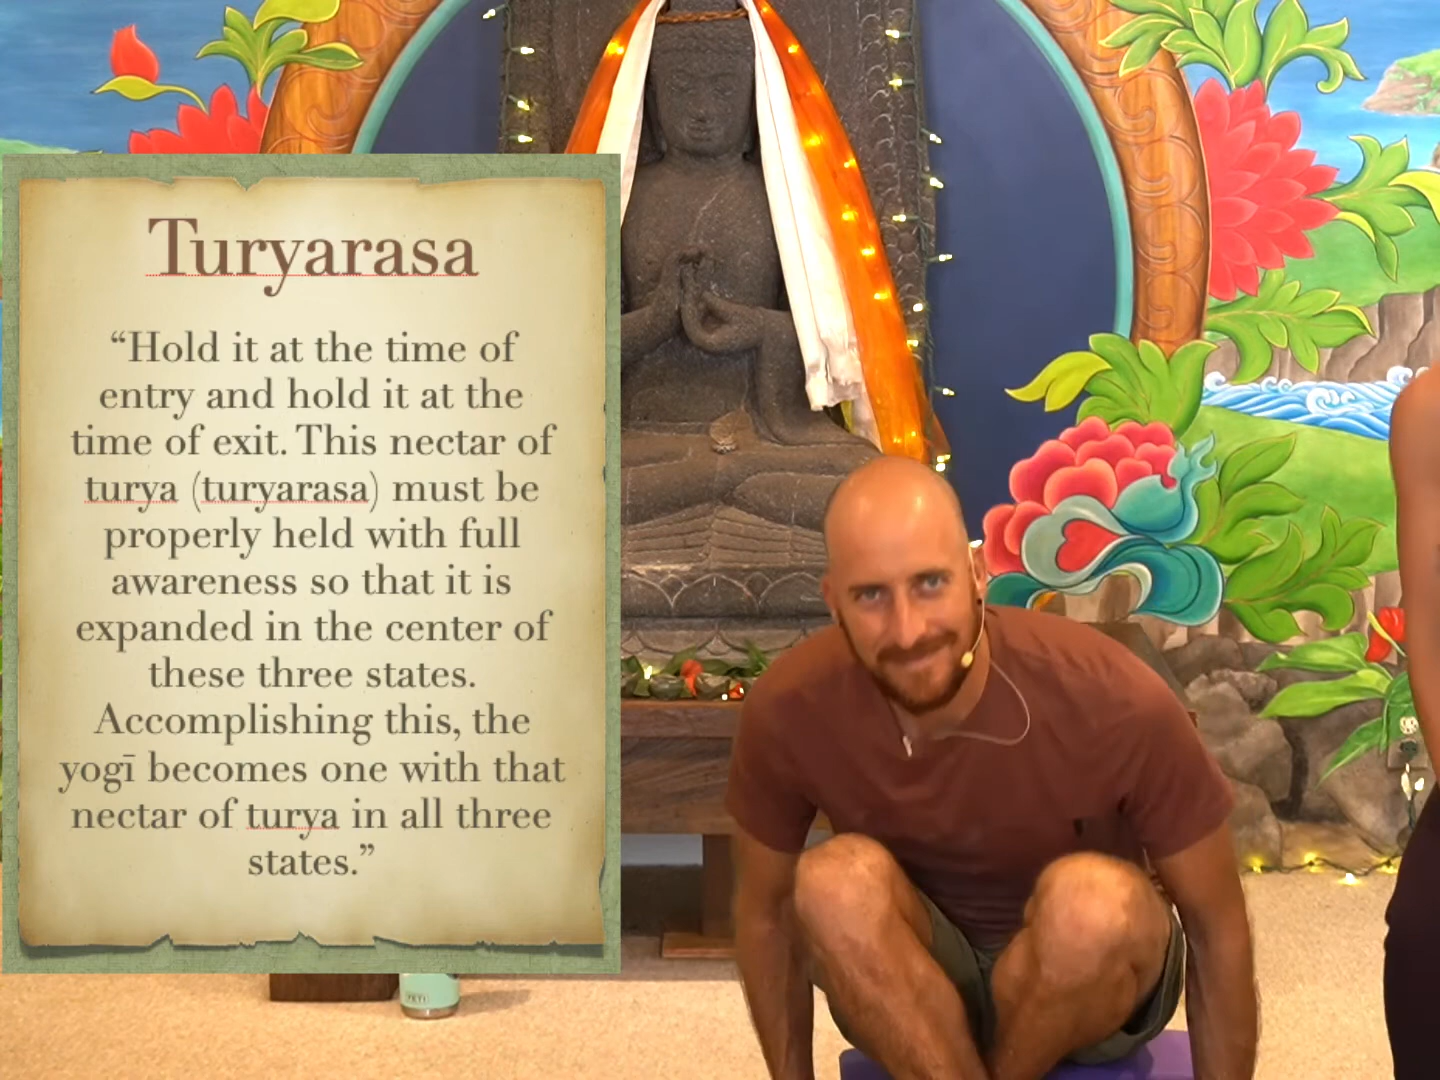 Turyarasa
“Hold it at the time of
entry and hold it at the
time of exit. This nectar of
turya (turyarasa) must be
properly held with full
awareness so that it is
expanded in the center of
these three states.
Accomplishing this, the
yogī becomes one with that
nectar of turya in all three
states.”
YETI